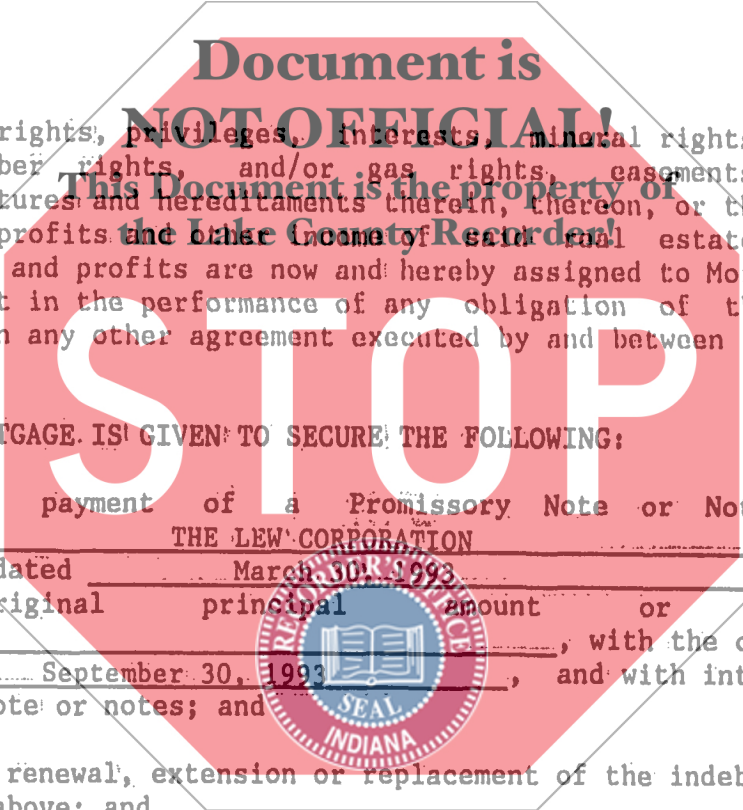 Document is
NOT OFFICIAL!
This Document is the property of
the Lake County Recorder!
STOP
rights, privileges, interests, mineral rights
ber rights, and/or gas rights, easements
tures and hereditaments therein, thereon, or th
profits and other income of said real estate
and profits are now and hereby assigned to Mo
t in the performance of any obligation of t
n any other agreement executed by and between
TGAGE IS GIVEN TO SECURE THE FOLLOWING:
payment of a Promissory Note or Not
THE LEW CORPORATION
dated March 30, 1993
riginal principal amount or
, with the c
September 30, 1993, and with int
ote or notes; and
renewal, extension or replacement of the indeb
above; and
RECORDER'S OFFICE
SEAL
INDIANA